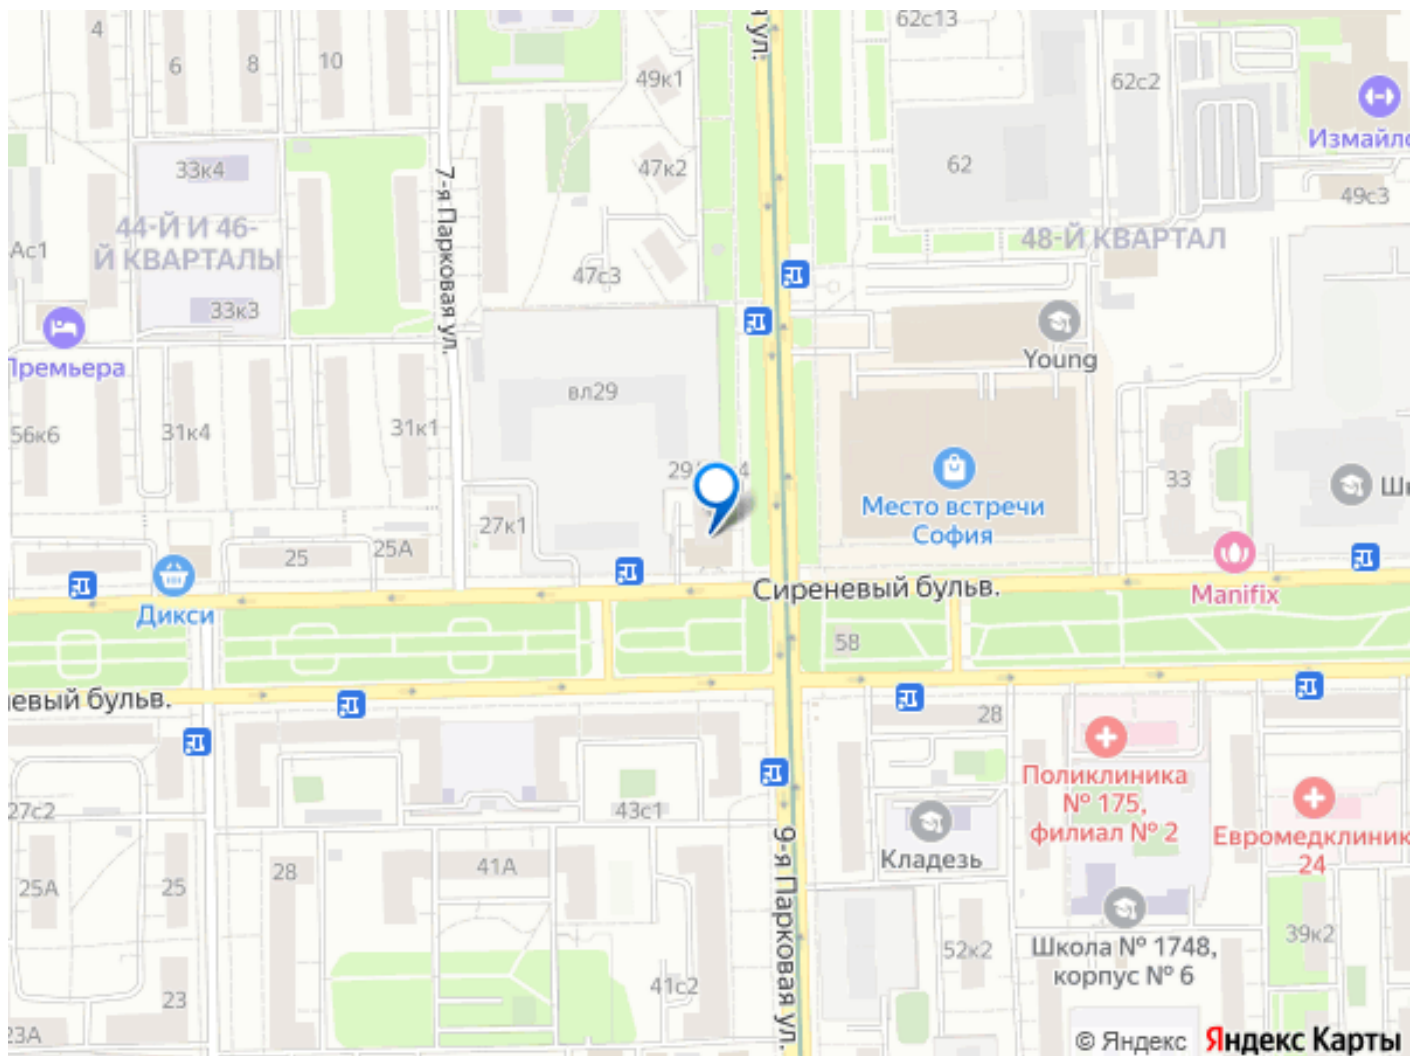 4
6
8
10
49к1
я ул.
62с13
62с2
Измайло
33к4
47к2
62
49с3
7-я Парковая ул.
44-Й И 46-
Й КВАРТАЛЫ
Ас1
48-Й КВАРТАЛ
47с3
33к3
Премьера
Young
вл29
56к6
31к4
31к1
33
Место встречи
София
27к1
25
25А
Дикси
Сиреневый бульв.
Manifix
58
невый бульв.
28
Поликлиника
№ 175,
филиал № 2
Евромедклиник
24
27с2
43с1
Кладезь
9-я Парковая ул.
25А
25
28
41А
Школа № 1748,
корпус № 6
52к2
39к2
41с2
23
23А
© Яндекс Яндекс Карты